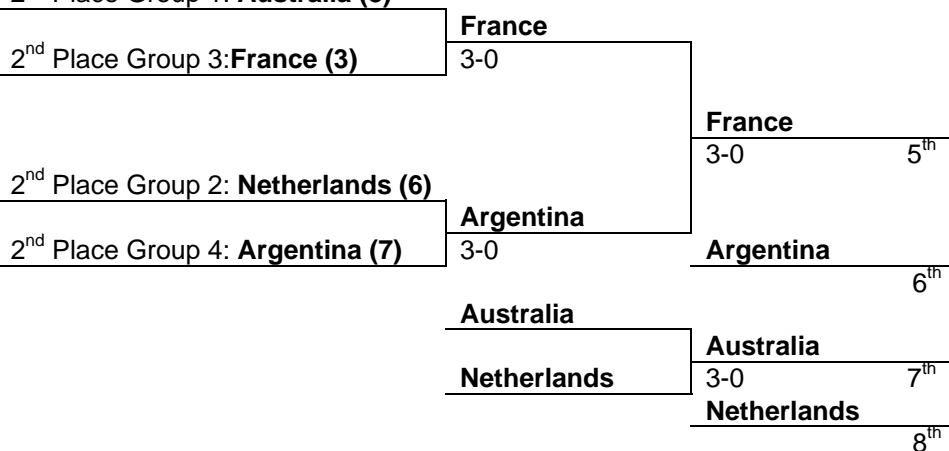 France
2nd Place Group 3:France (3)
3-0
France
3-0
5th
2nd Place Group 2: Netherlands (6)
Argentina
2nd Place Group 4: Argentina (7)
3-0
Argentina
6th
Australia
Australia
Netherlands
3-0
7th
Netherlands
8th